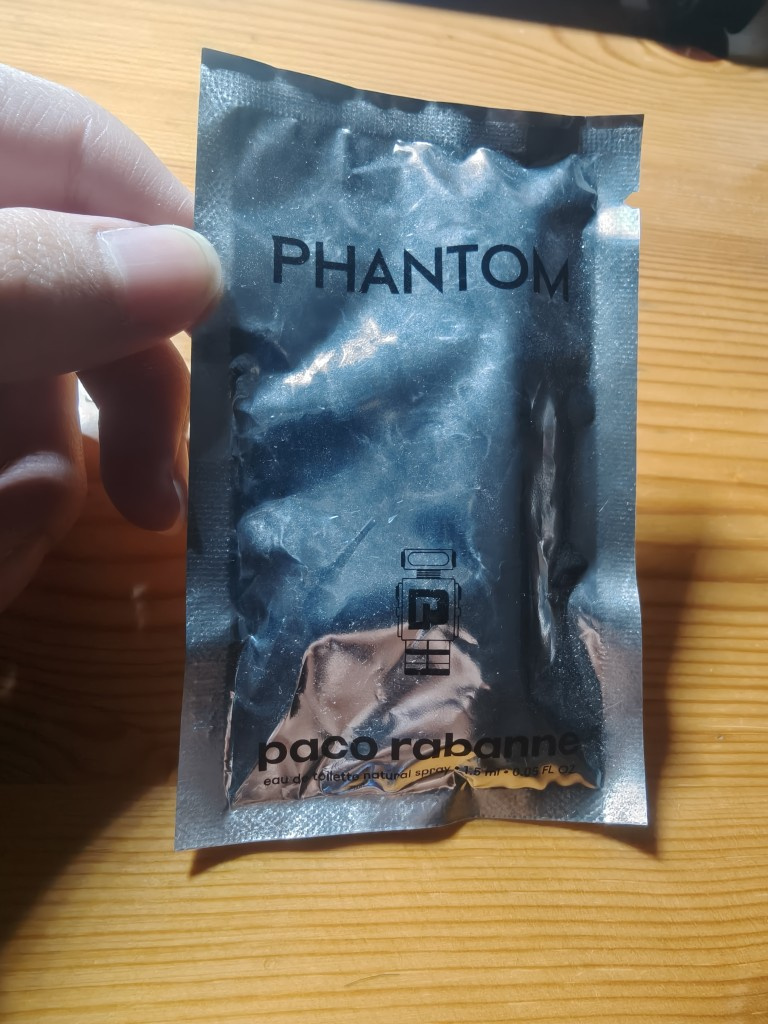 PHANTOM
paco rabanne
eau de toilette natural spray • 1.5 ml • 0.05 FL OZ